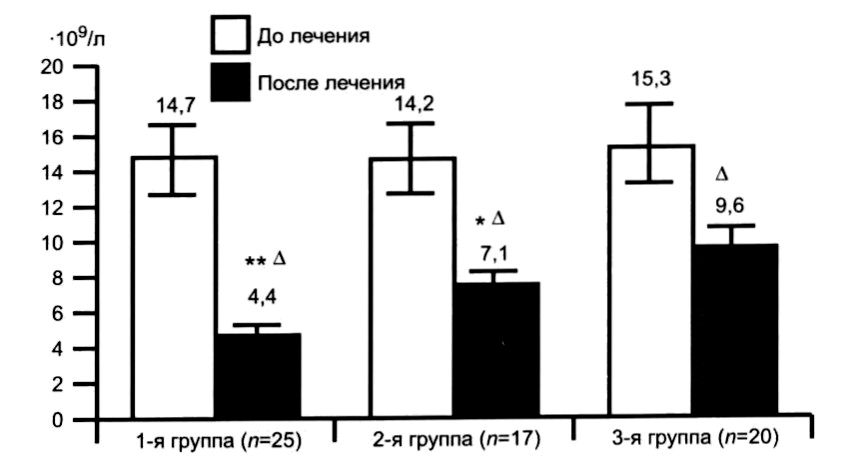 ·10⁹/л
До лечения
После лечения
20
18
16
14
12
10
8
6
4
2
0
14,7
** Δ
4,4
14,2
* Δ
7,1
15,3
Δ
9,6
1-я группа (n=25)
2-я группа (n=17)
3-я группа (n=20)